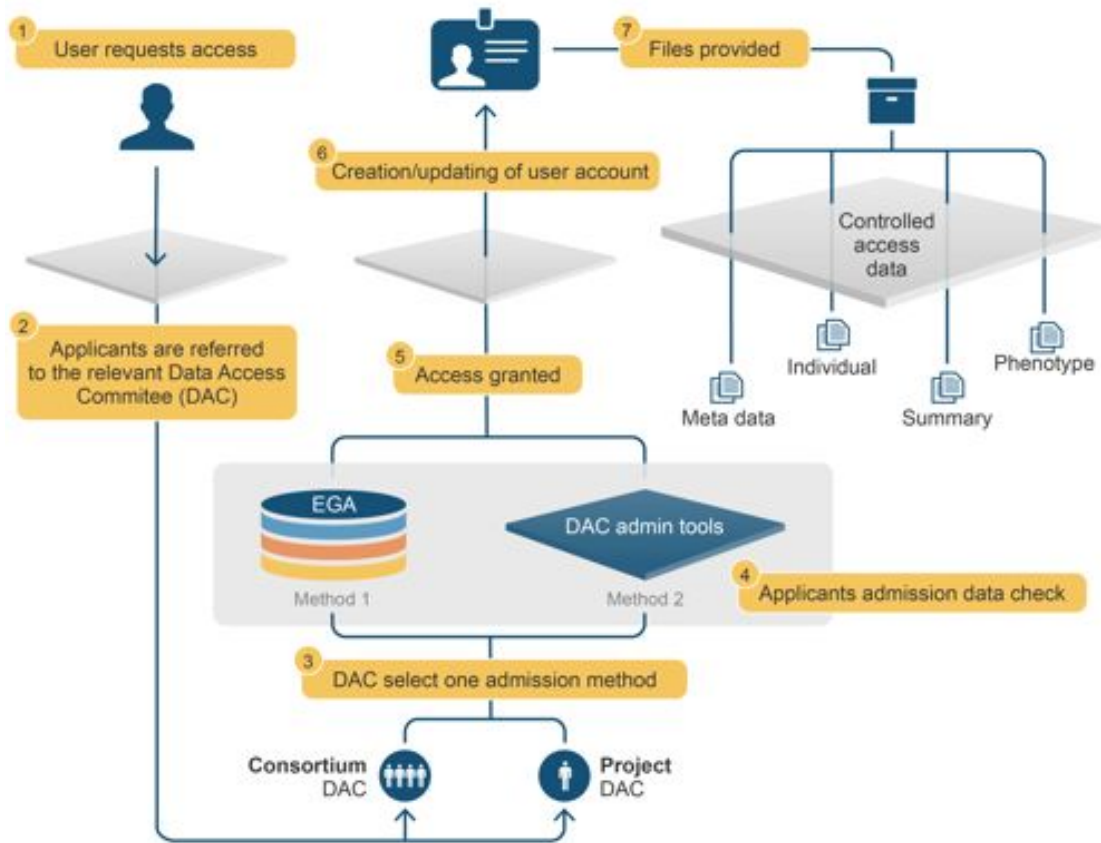 1
User requests access
7
Files provided
6
Creation/updating of user account
Controlled
access
data
2
Applicants are referred
to the relevant Data Access
Commitee (DAC)
5
Access granted
Individual
Phenotype
Meta data
Summary
EGA
DAC admin tools
Method 1
Method 2
4
Applicants admission data check
3
DAC select one admission method
Consortium
DAC
Project
DAC